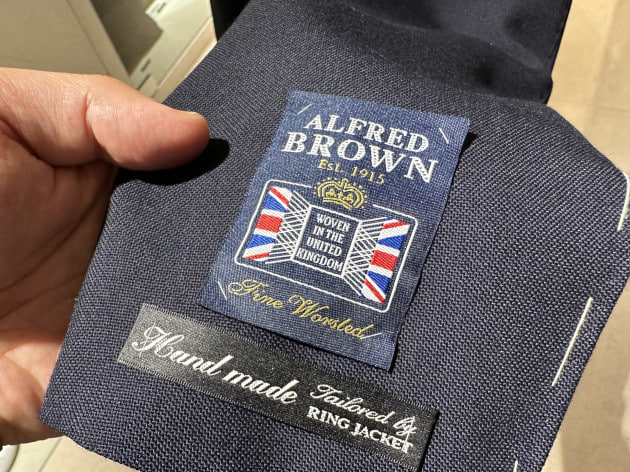 ALFRED
BROWN
Est. 1915
WOVEN
IN THE
UNITED
KINGDOM
Fine Worsted
Hand made
Tailored by
RING JACKET